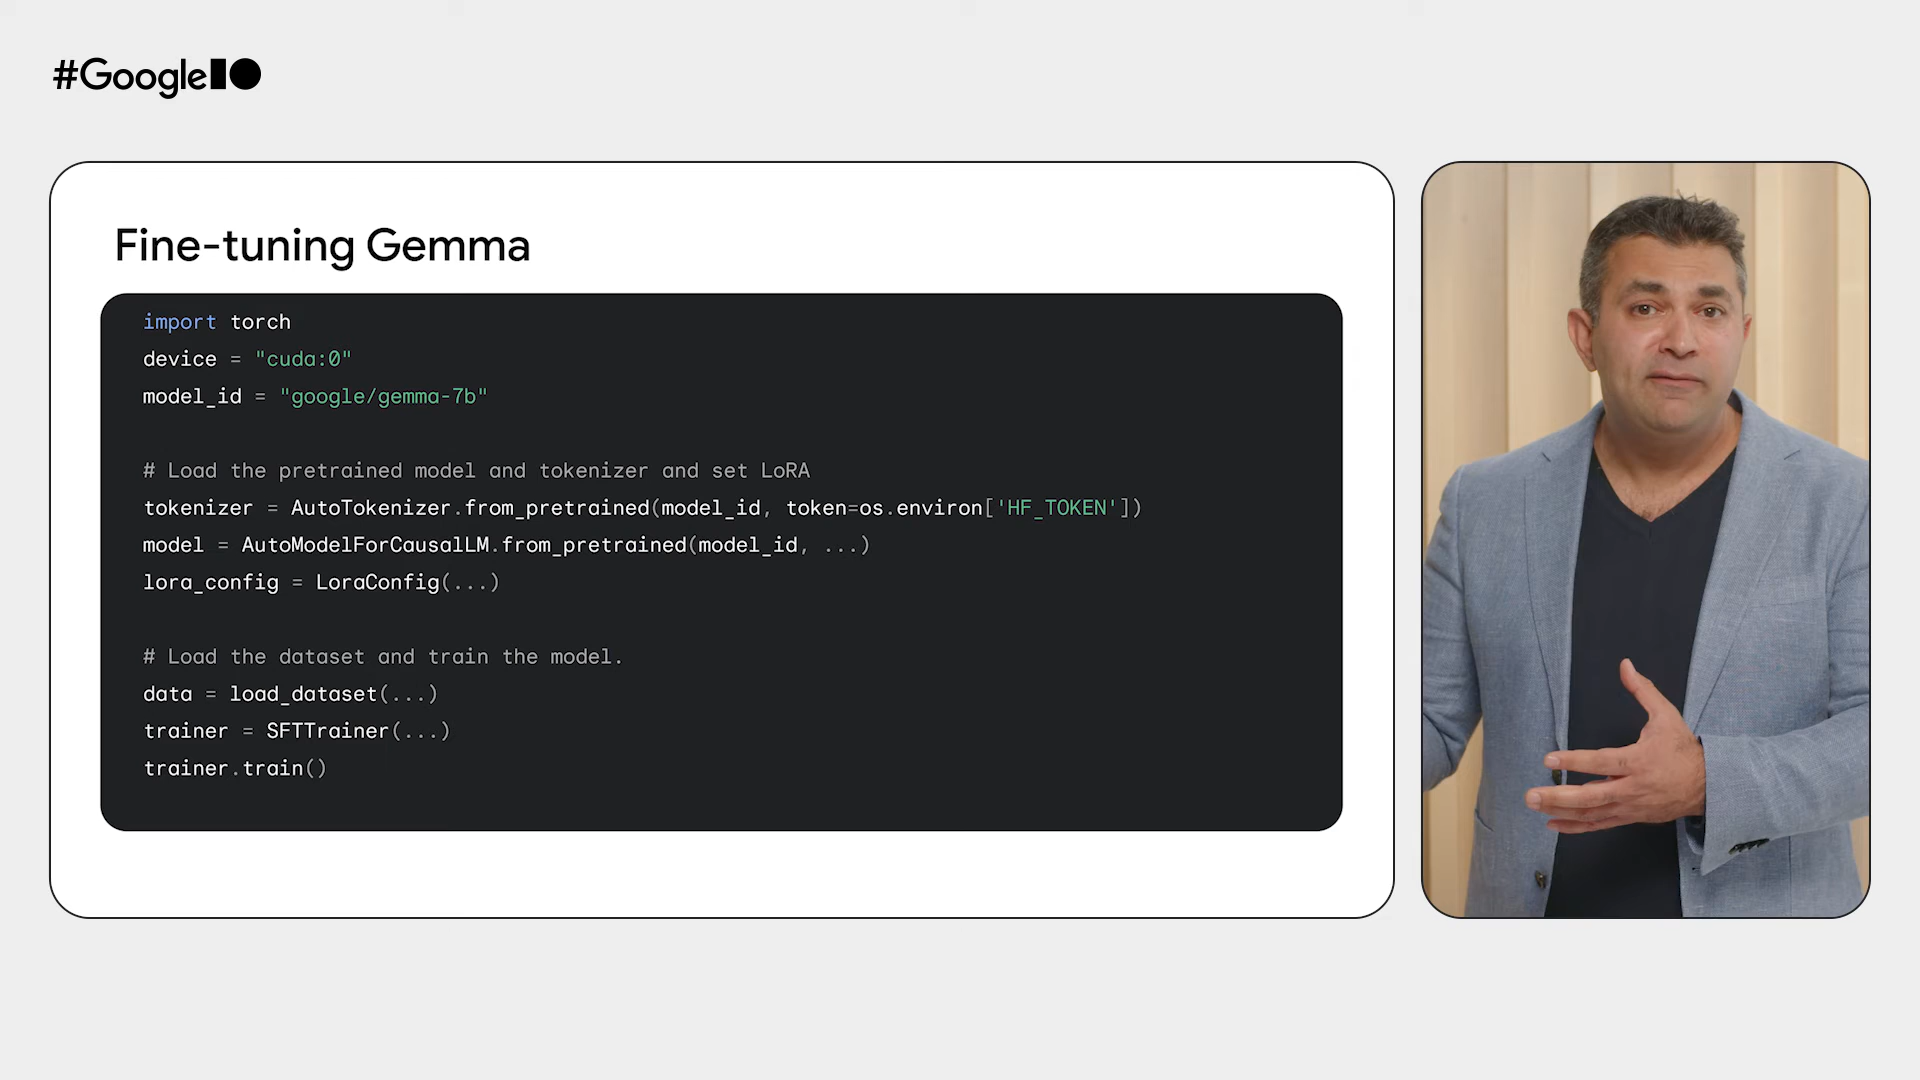 #GoogleIO
Fine-tuning Gemma
import torch
device = "cuda:0"
model_id = "google/gemma-7b"
# Load the pretrained model and tokenizer and set LoRA
tokenizer = AutoTokenizer.from_pretrained(model_id, token=os.environ['HF_TOKEN'])
model = AutoModelForCausalLM.from_pretrained(model_id, ...)
lora_config = LoraConfig(...)
# Load the dataset and train the model.
data = load_dataset(...)
trainer = SFTTrainer(...)
trainer.train()